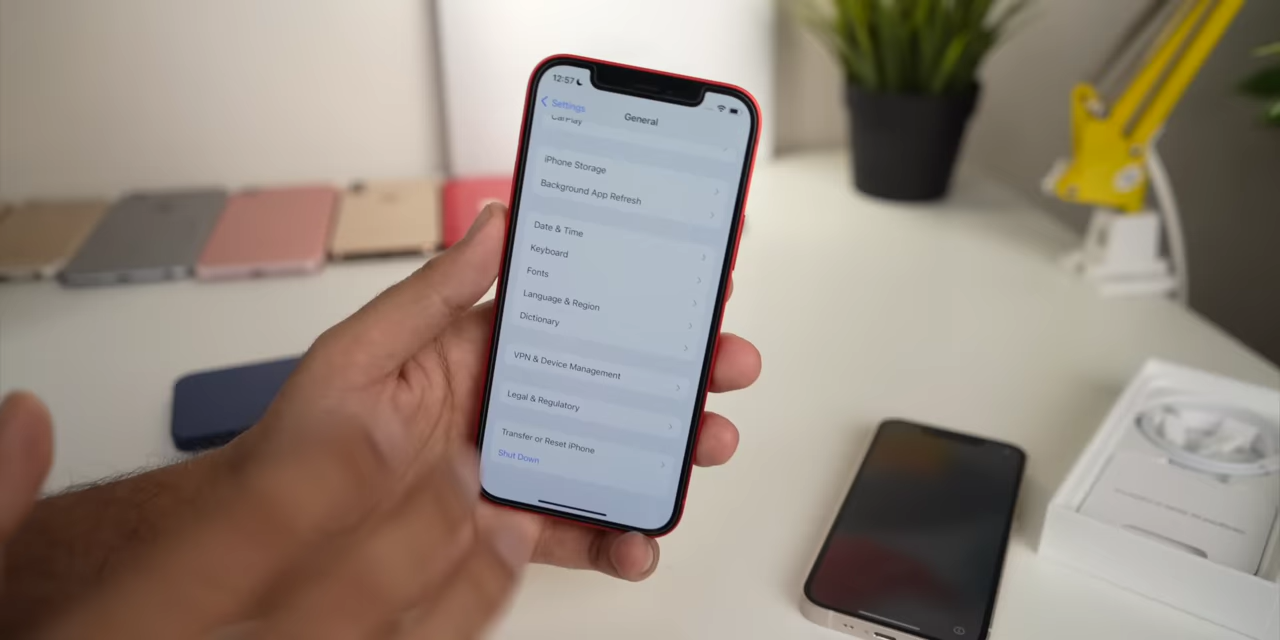 12:57
Settings
General
CarPlay
iPhone Storage
Background App Refresh
Date & Time
Keyboard
Fonts
Language & Region
Dictionary
VPN & Device Management
Legal & Regulatory
Transfer or Reset iPhone
Shut Down